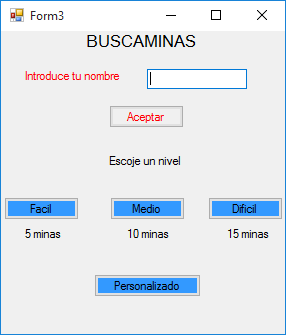 Form3
BUSCAMINAS
Introduce tu nombre
Aceptar
Escoje un nivel
Facil Medio Dificil
5 minas 10 minas 15 minas
Personalizado